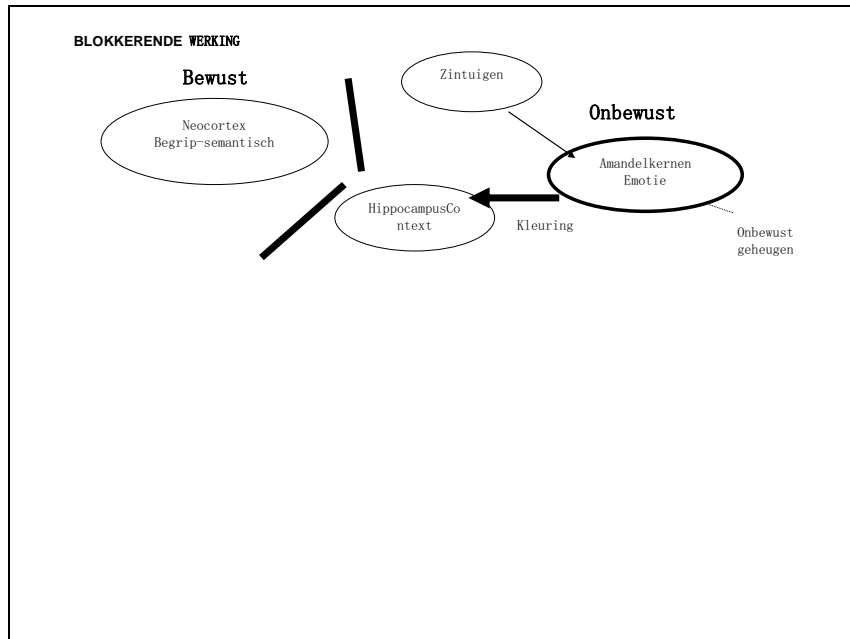 BLOKKERENDE WERKING
Bewust
Neocortex
Begrip-semantisch
Zintuigen
Onbewust
Amandelkernen
Emotie
HippocampusCo
ntext
Kleuring
Onbewust
geheugen